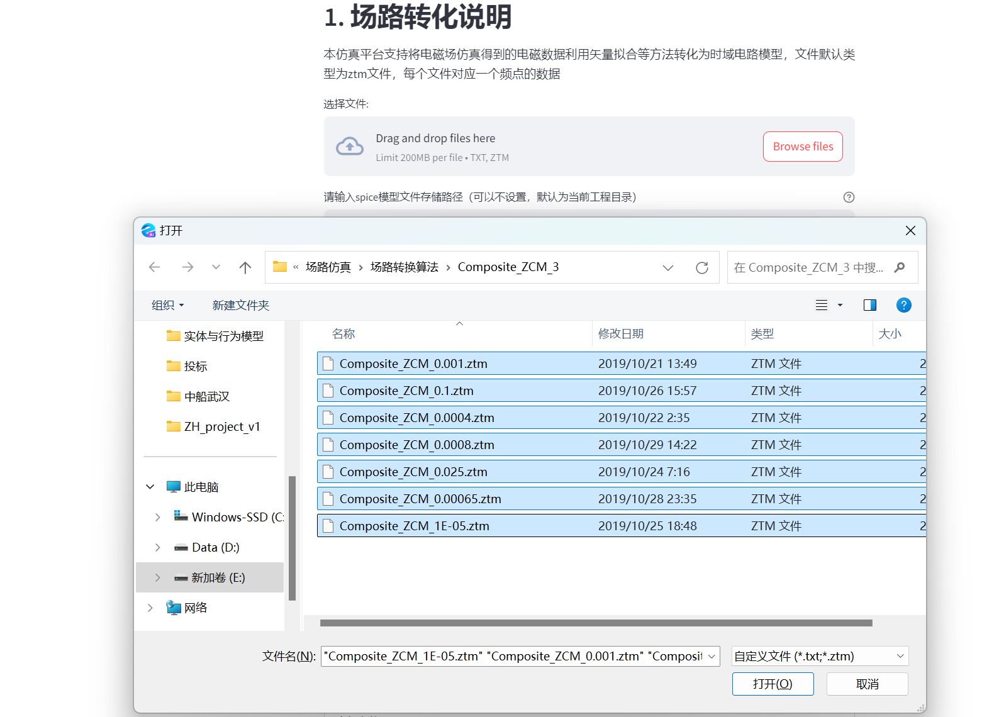 1. 场路转化说明
本仿真平台支持将电磁场仿真得到的电磁数据利用矢量拟合等方法转化为时域电路模型，文件默认类
型为ztm文件，每个文件对应一个频点的数据
选择文件:
Drag and drop files here
Limit 200MB per file • TXT, ZTM
Browse files
请输入spice模型文件存储路径（可以不设置，默认为当前工程目录）
打开
« 场路仿真 › 场路转换算法 › Composite_ZCM_3
在 Composite_ZCM_3 中搜...
组织 新建文件夹
实体与行为模型
投标
中船武汉
ZH_project_v1
此电脑
Windows-SSD (C:
Data (D:)
新加卷 (E:)
网络
名称 修改日期 类型 大小
Composite_ZCM_0.001.ztm 2019/10/21 13:49 ZTM 文件 2
Composite_ZCM_0.1.ztm 2019/10/26 15:57 ZTM 文件 2
Composite_ZCM_0.0004.ztm 2019/10/22 2:35 ZTM 文件 2
Composite_ZCM_0.0008.ztm 2019/10/29 14:22 ZTM 文件 2
Composite_ZCM_0.025.ztm 2019/10/24 7:16 ZTM 文件 2
Composite_ZCM_0.00065.ztm 2019/10/28 23:35 ZTM 文件 2
Composite_ZCM_1E-05.ztm 2019/10/25 18:48 ZTM 文件 2
文件名(N): "Composite_ZCM_1E-05.ztm" "Composite_ZCM_0.001.ztm" "Composit
自定义文件 (*.txt;*.ztm)
打开(O) 取消